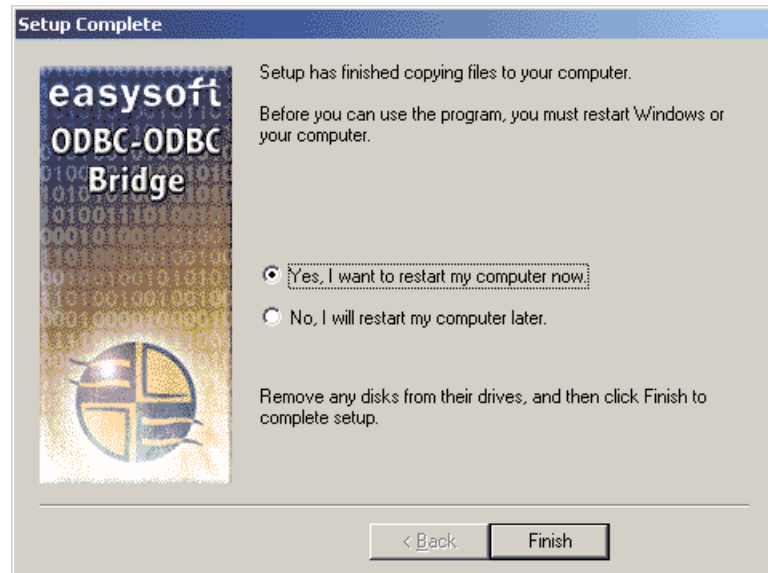 Setup Complete
easysoft
ODBC-ODBC
Bridge
Setup has finished copying files to your computer.
Before you can use the program, you must restart Windows or
your computer.
Yes, I want to restart my computer now.
No, I will restart my computer later.
Remove any disks from their drives, and then click Finish to
complete setup.
< Back
Finish